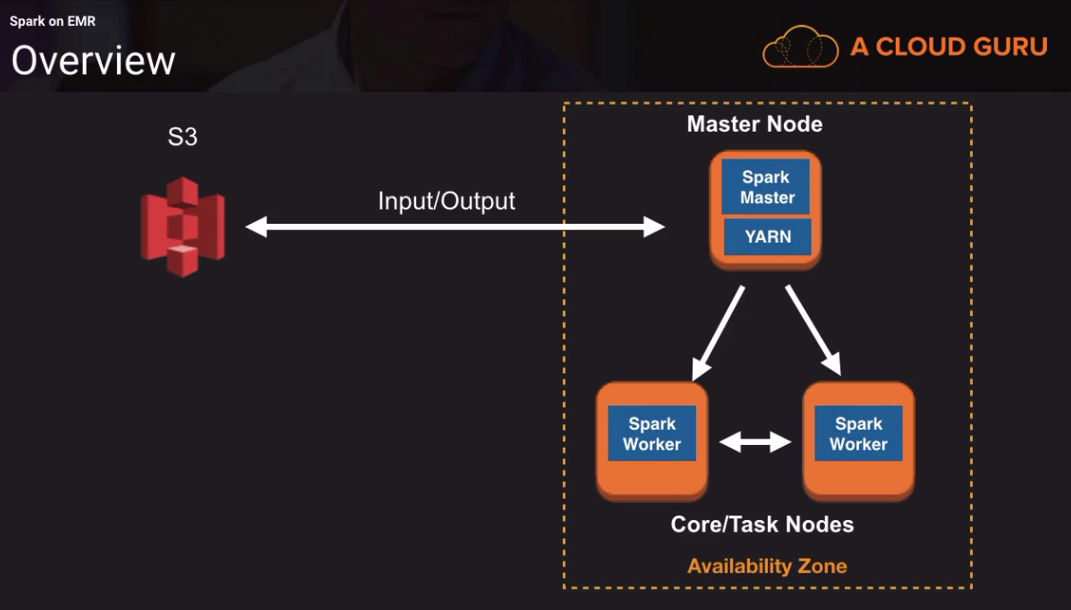 Spark on EMR
Overview
A CLOUD GURU
S3
Input/Output
Master Node
Spark
Master
YARN
Spark
Worker
Spark
Worker
Core/Task Nodes
Availability Zone